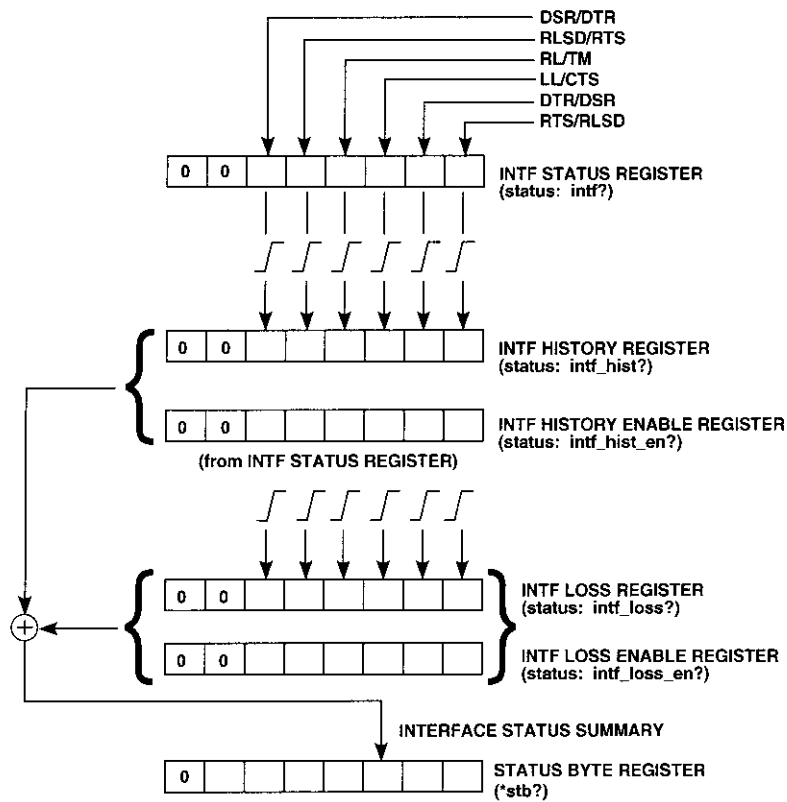 DSR/DTR
RLSD/RTS
RL/TM
LL/CTS
DTR/DSR
RTS/RLSD
0 0
INTF STATUS REGISTER
(status: intf?)
0 0
INTF HISTORY REGISTER
(status: intf_hist?)
0 0
INTF HISTORY ENABLE REGISTER
(status: intf_hist_en?)
(from INTF STATUS REGISTER)
0 0
INTF LOSS REGISTER
(status: intf_loss?)
0 0
INTF LOSS ENABLE REGISTER
(status: intf_loss_en?)
+
INTERFACE STATUS SUMMARY
0
STATUS BYTE REGISTER
(*stb?)